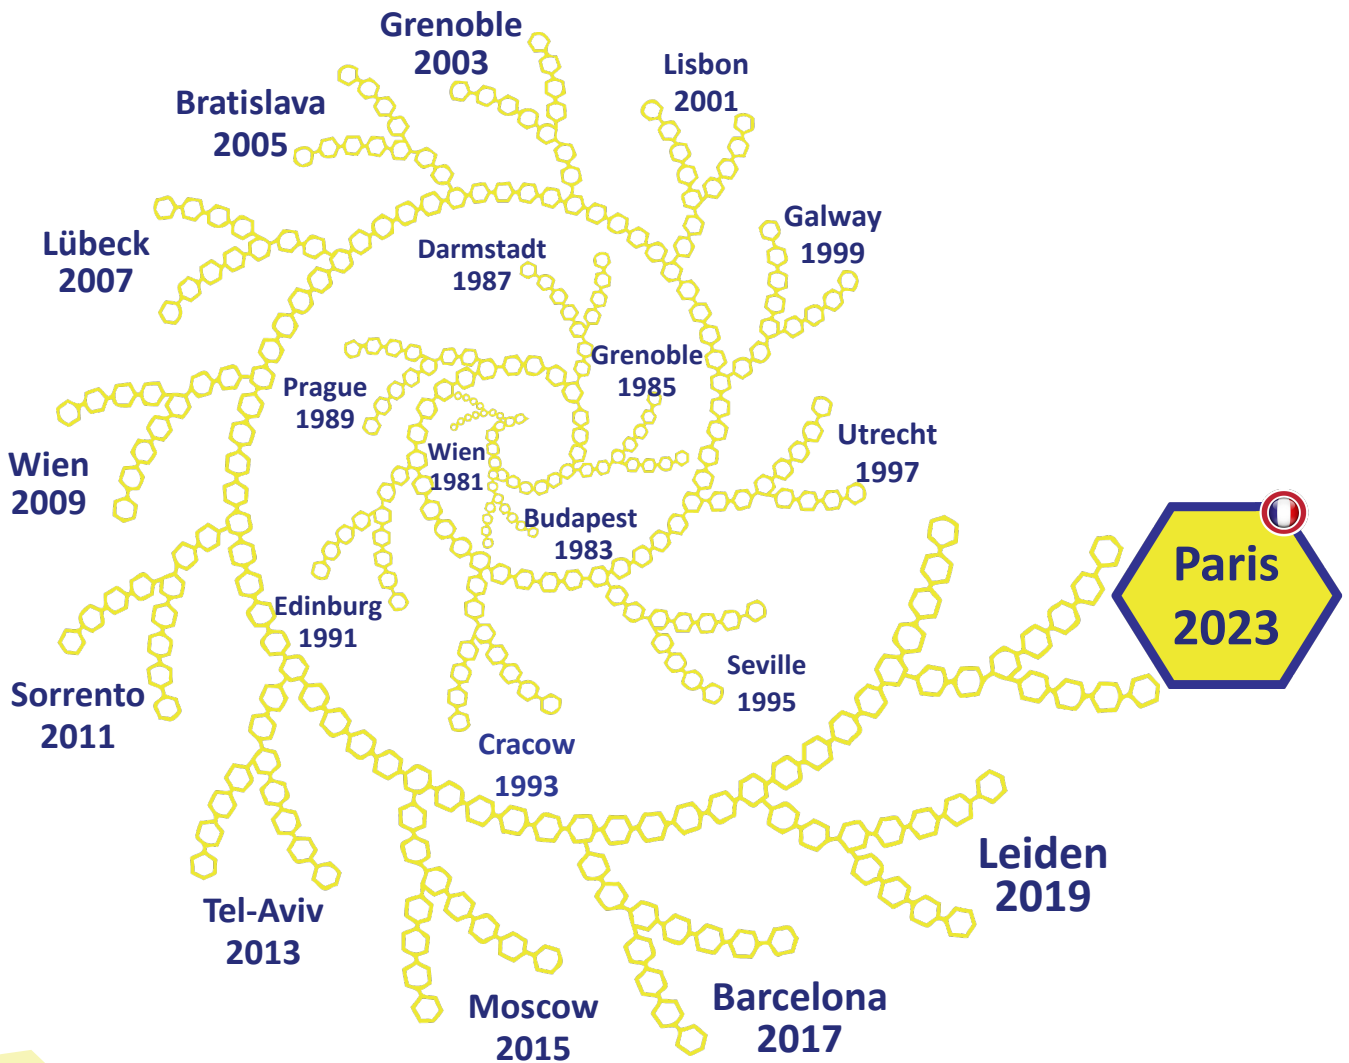 Grenoble
2003
Lisbon
2001
Bratislava
2005
Galway
1999
Lübeck
2007
Darmstadt
1987
Grenoble
1985
Prague
1989
Utrecht
1997
Wien
1981
Wien
2009
Budapest
1983
Paris
2023
Edinburg
1991
Seville
1995
Sorrento
2011
Cracow
1993
Leiden
2019
Tel-Aviv
2013
Barcelona
2017
Moscow
2015